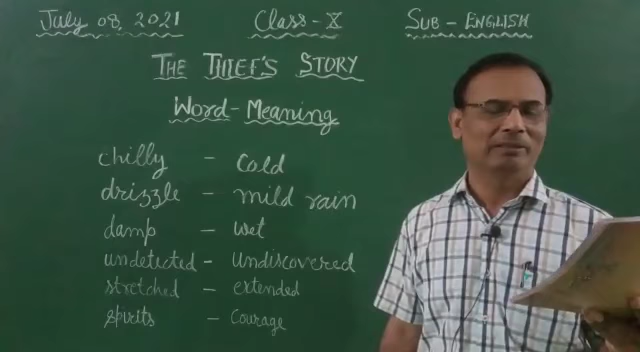 July 08, 2021 Class-X Sub-English
The Thief's Story
Word-Meaning
chilly - cold
drizzle - mild rain
damp - wet
undetected - undiscovered
stretched - extended
spirits - courage